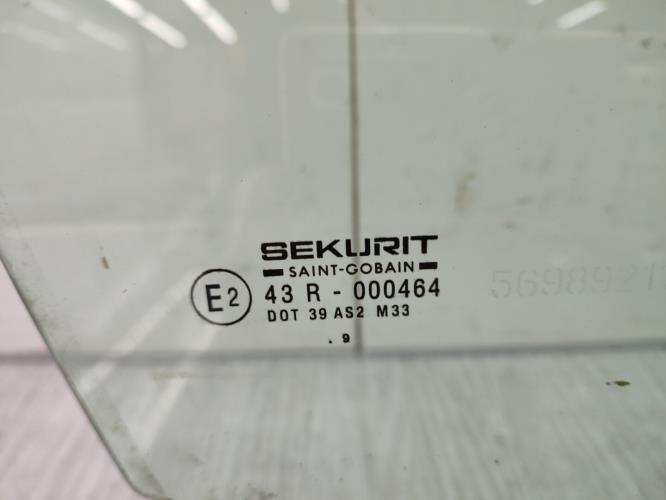 SEKURIT
SAINT-GOBAIN
E2 43 R - 000464
DOT 39 AS2 M33
. 9
5698921